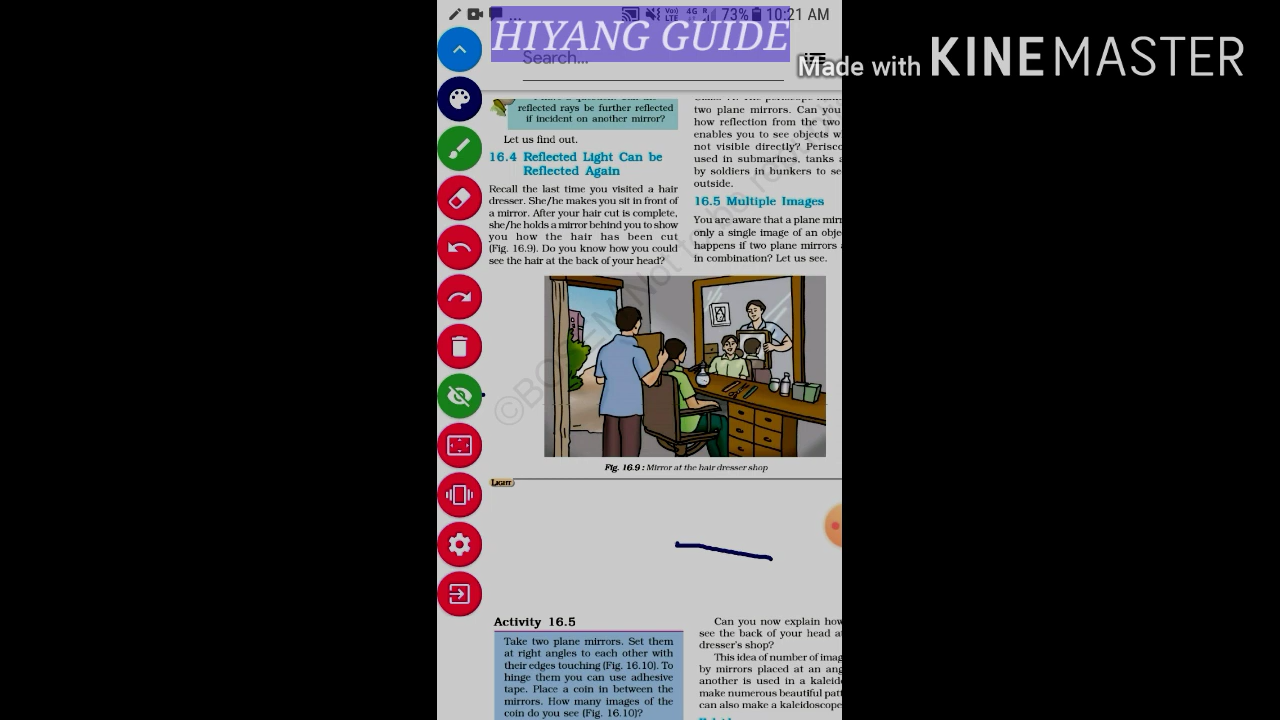 Vo))
LTE
4G
R
73%
10:21 AM
HIYANG GUIDE
Search...
Made with KINEMASTER
reflected rays be further reflected
if incident on another mirror?
Let us find out.
16.4 Reflected Light Can be
Reflected Again
Recall the last time you visited a hair
dresser. She/he makes you sit in front of
a mirror. After your hair cut is complete,
she/he holds a mirror behind you to show
you how the hair has been cut
(Fig. 16.9). Do you know how you could
see the hair at the back of your head?
two plane mirrors. Can you
how reflection from the two
enables you to see objects w
not visible directly? Perisco
used in submarines, tanks a
by soldiers in bunkers to se
outside.
16.5 Multiple Images
You are aware that a plane mirr
only a single image of an obje
happens if two plane mirrors a
in combination? Let us see.
Fig. 16.9 : Mirror at the hair dresser shop
LIGHT
Activity 16.5
Take two plane mirrors. Set them
at right angles to each other with
their edges touching (Fig. 16.10). To
hinge them you can use adhesive
tape. Place a coin in between the
mirrors. How many images of the
coin do you see (Fig. 16.10)?
Can you now explain how
see the back of your head at
dresser's shop?
This idea of number of imag
by mirrors placed at an ang
another is used in a kaleido
make numerous beautiful patt
can also make a kaleidoscope